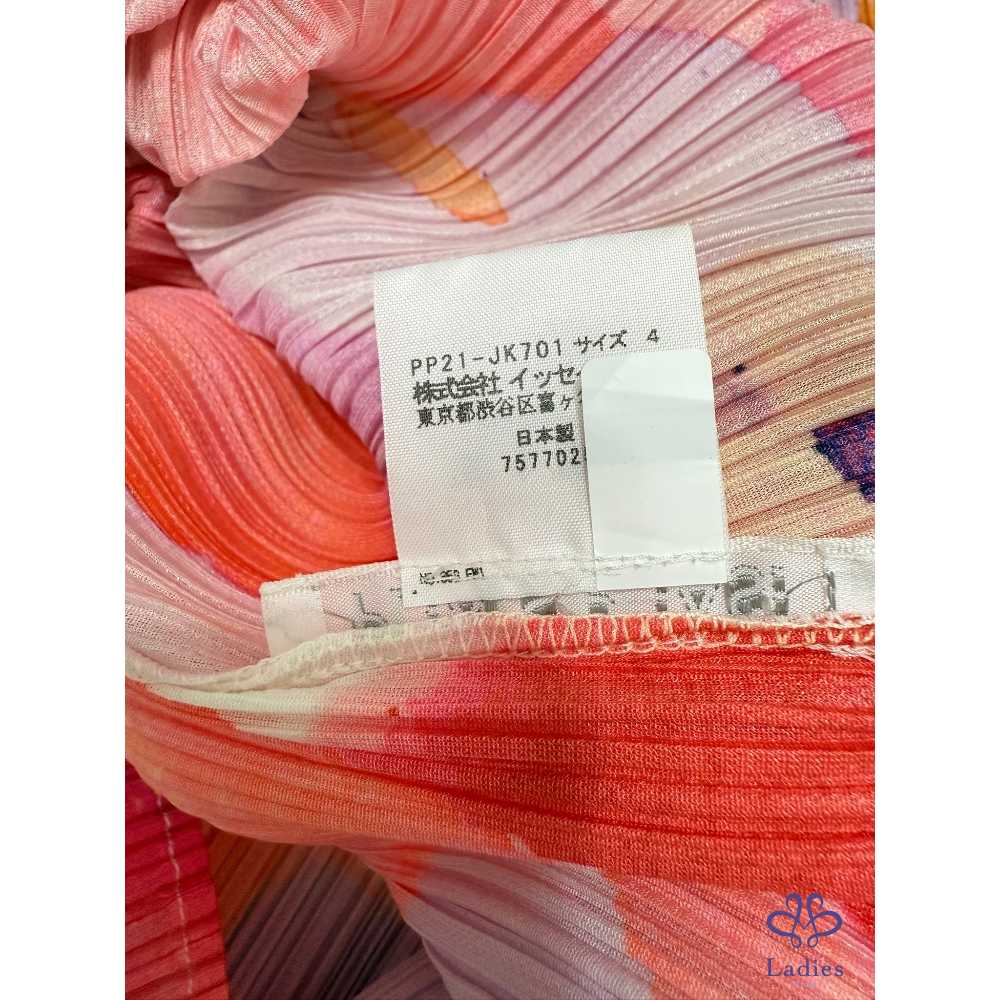 PP21-JK701 サイズ 4
株式会社 イッセ
東京都渋谷区富ヶ
日本製
757702
Ladies